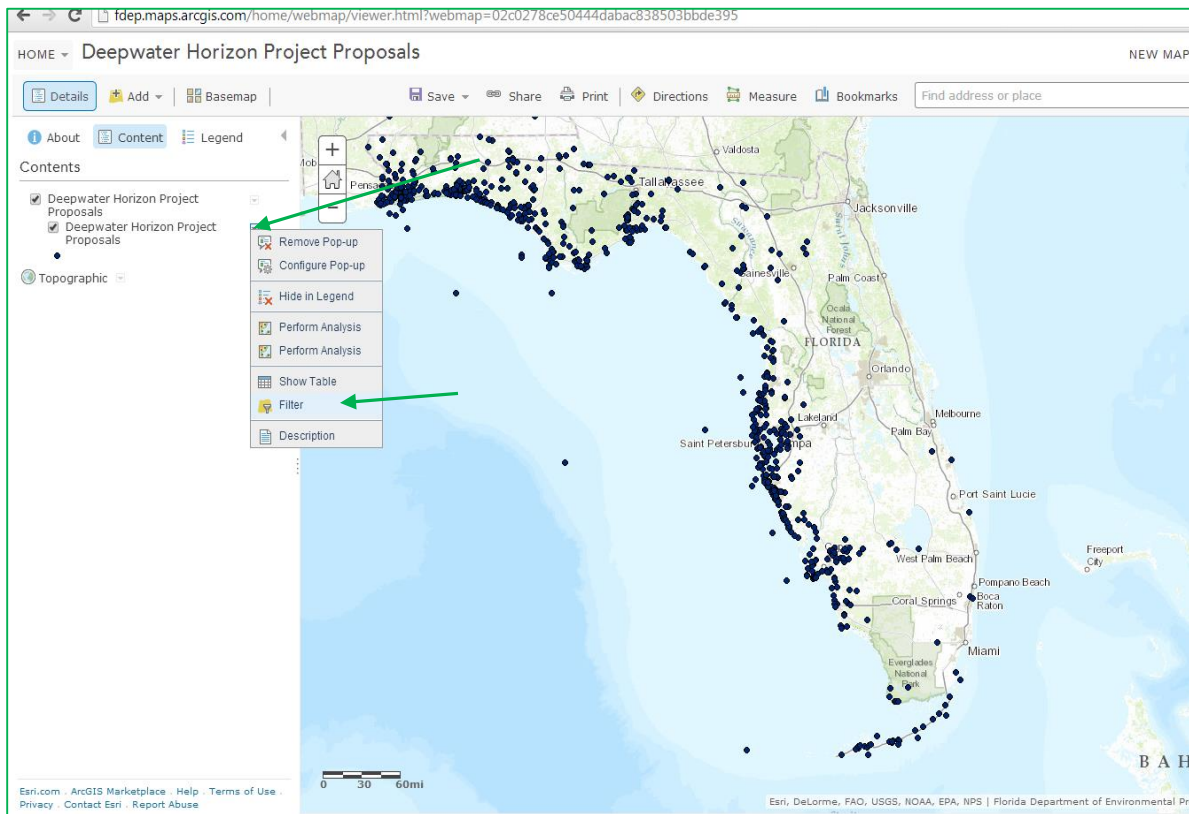 fdep.maps.arcgis.com/home/webmap/viewer.html?webmap=02c0278ce50444dabac838503bbde395
HOME Deepwater Horizon Project Proposals NEW MAP
Details Add Basemap Save Share Print Directions Measure Bookmarks Find address or place
About Content Legend
Contents
Deepwater Horizon Project
Proposals
Deepwater Horizon Project
Proposals
Topographic
Remove Pop-up
Configure Pop-up
Hide in Legend
Perform Analysis
Perform Analysis
Show Table
Filter
Description
+
−
Valdosta
Tallahassee
Jacksonville
Suwannee
Saint Johns
Gainesville
Palm Coast
Ocala
National
Forest
FLORIDA
Orlando
Lakeland
Melbourne
Palm Bay
Saint Petersburg
Port Saint Lucie
West Palm Beach
Freeport
City
Pompano Beach
Coral Springs
Boca
Raton
Miami
Everglades
National
Park
B A H
0 30 60mi
Esri.com . ArcGIS Marketplace . Help . Terms of Use .
Privacy . Contact Esri . Report Abuse
Esri, DeLorme, FAO, USGS, NOAA, EPA, NPS | Florida Department of Environmental Pr